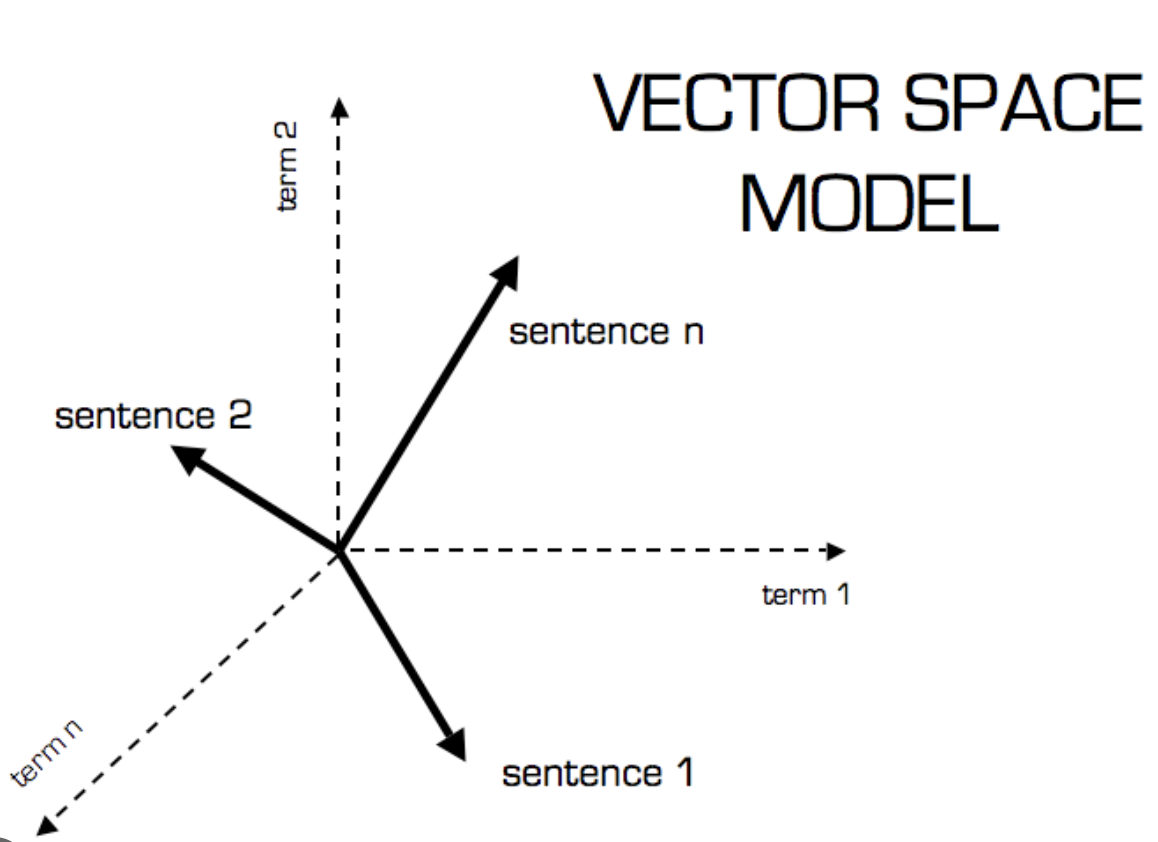 VECTOR SPACE
MODEL
term 2
sentence n
sentence 2
term 1
term n
sentence 1